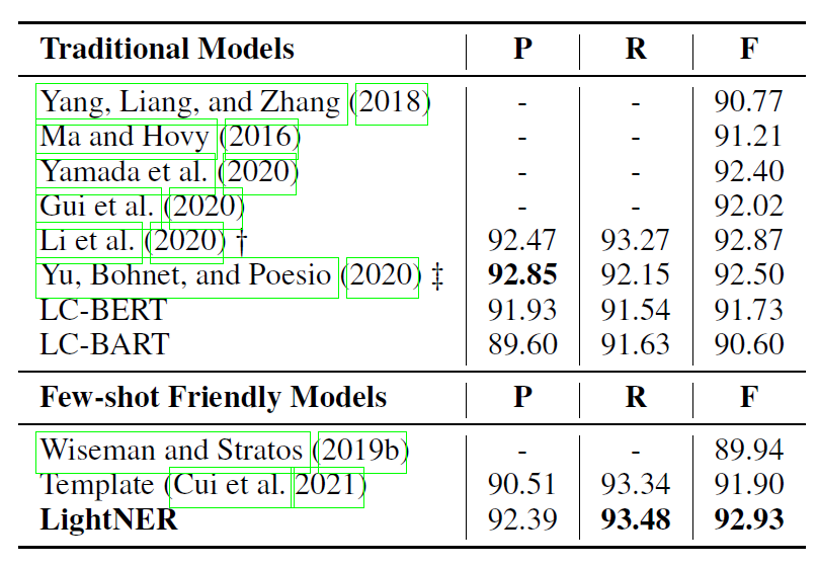 Traditional Models P R F
Yang, Liang, and Zhang (2018) - - 90.77
Ma and Hovy (2016) - - 91.21
Yamada et al. (2020) - - 92.40
Gui et al. (2020) - - 92.02
Li et al. (2020) † 92.47 93.27 92.87
Yu, Bohnet, and Poesio (2020) ‡ 92.85 92.15 92.50
LC-BERT 91.93 91.54 91.73
LC-BART 89.60 91.63 90.60
Few-shot Friendly Models P R F
Wiseman and Stratos (2019b) - - 89.94
Template (Cui et al. 2021) 90.51 93.34 91.90
LightNER 92.39 93.48 92.93